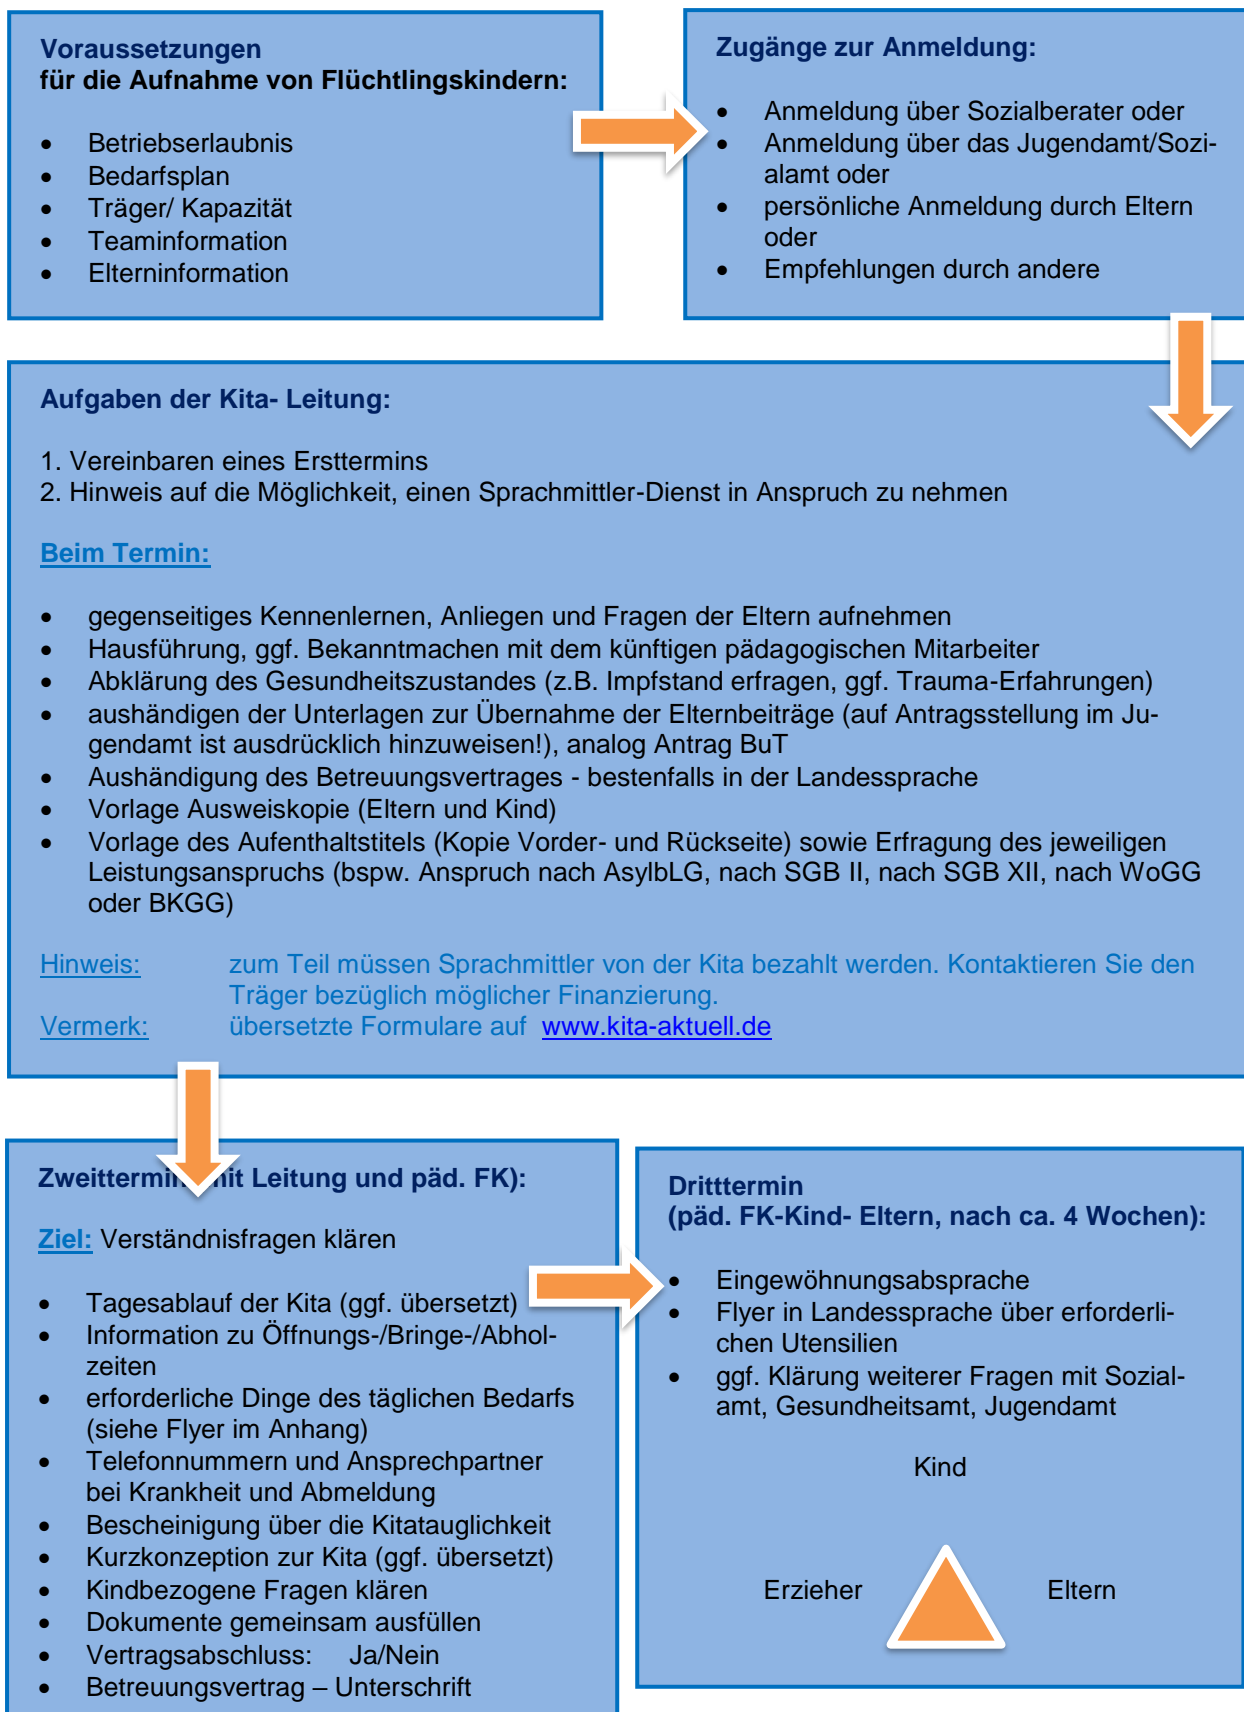 Voraussetzungen
für die Aufnahme von Flüchtlingskindern:
• Betriebserlaubnis
• Bedarfsplan
• Träger/ Kapazität
• Teaminformation
• Elterninformation
Zugänge zur Anmeldung:
• Anmeldung über Sozialberater oder
• Anmeldung über das Jugendamt/Sozi-
alamt oder
• persönliche Anmeldung durch Eltern
oder
• Empfehlungen durch andere
Aufgaben der Kita- Leitung:
1. Vereinbaren eines Ersttermins
2. Hinweis auf die Möglichkeit, einen Sprachmittler-Dienst in Anspruch zu nehmen
Beim Termin:
• gegenseitiges Kennenlernen, Anliegen und Fragen der Eltern aufnehmen
• Hausführung, ggf. Bekanntmachen mit dem künftigen pädagogischen Mitarbeiter
• Abklärung des Gesundheitszustandes (z.B. Impfstand erfragen, ggf. Trauma-Erfahrungen)
• aushändigen der Unterlagen zur Übernahme der Elternbeiträge (auf Antragsstellung im Ju-
gendamt ist ausdrücklich hinzuweisen!), analog Antrag BuT
• Aushändigung des Betreuungsvertrages - bestenfalls in der Landessprache
• Vorlage Ausweiskopie (Eltern und Kind)
• Vorlage des Aufenthaltstitels (Kopie Vorder- und Rückseite) sowie Erfragung des jeweiligen
Leistungsanspruchs (bspw. Anspruch nach AsylbLG, nach SGB II, nach SGB XII, nach WoGG
oder BKGG)
Hinweis: zum Teil müssen Sprachmittler von der Kita bezahlt werden. Kontaktieren Sie den
Träger bezüglich möglicher Finanzierung.
Vermerk: übersetzte Formulare auf www.kita-aktuell.de
Zweittermin mit Leitung und päd. FK):
Ziel: Verständnisfragen klären
• Tagesablauf der Kita (ggf. übersetzt)
• Information zu Öffnungs-/Bringe-/Abhol-
zeiten
• erforderliche Dinge des täglichen Bedarfs
(siehe Flyer im Anhang)
• Telefonnummern und Ansprechpartner
bei Krankheit und Abmeldung
• Bescheinigung über die Kitatauglichkeit
• Kurzkonzeption zur Kita (ggf. übersetzt)
• Kindbezogene Fragen klären
• Dokumente gemeinsam ausfüllen
• Vertragsabschluss: Ja/Nein
• Betreuungsvertrag – Unterschrift
Dritttermin
(päd. FK-Kind- Eltern, nach ca. 4 Wochen):
• Eingewöhnungsabsprache
• Flyer in Landessprache über erforderli-
chen Utensilien
• ggf. Klärung weiterer Fragen mit Sozial-
amt, Gesundheitsamt, Jugendamt
Kind
Erzieher Eltern